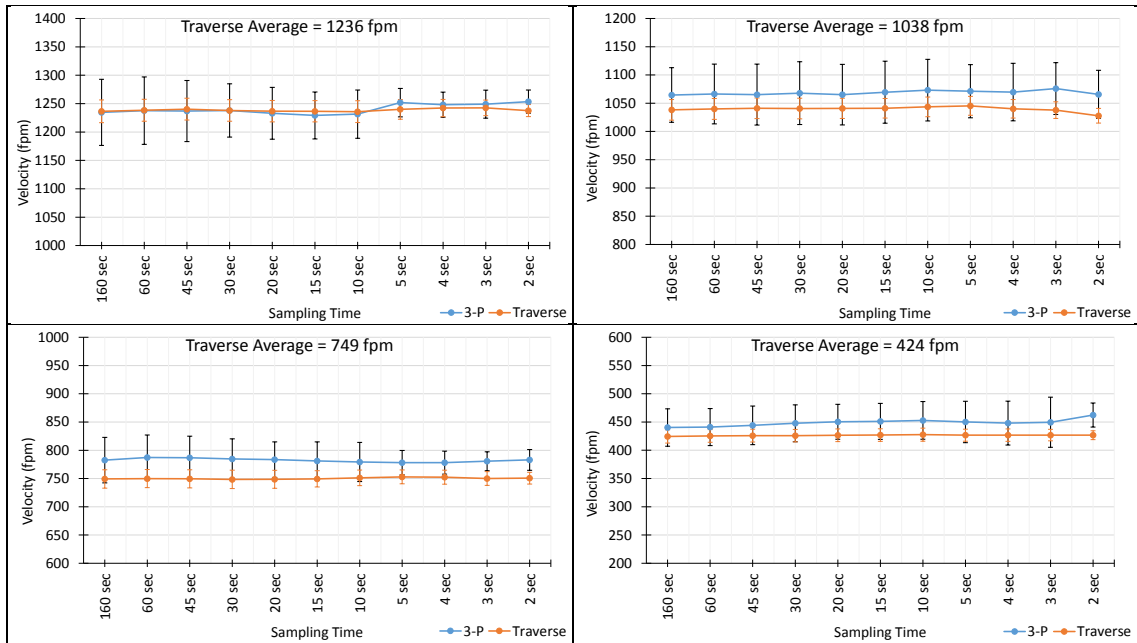 Traverse Average = 1236 fpm
1400
1350
1300
1250
1200
1150
1100
1050
1000
Velocity (fpm)
160 sec
60 sec
45 sec
30 sec
20 sec
15 sec
10 sec
5 sec
4 sec
3 sec
2 sec
Sampling Time
3-P Traverse
Traverse Average = 1038 fpm
1200
1150
1100
1050
1000
950
900
850
800
Velocity (fpm)
160 sec
60 sec
45 sec
30 sec
20 sec
15 sec
10 sec
5 sec
4 sec
3 sec
2 sec
Sampling Time
3-P Traverse
Traverse Average = 749 fpm
1000
950
900
850
800
750
700
650
600
Velocity (fpm)
160 sec
60 sec
45 sec
30 sec
20 sec
15 sec
10 sec
5 sec
4 sec
3 sec
2 sec
Sampling Time
3-P Traverse
Traverse Average = 424 fpm
600
550
500
450
400
350
300
250
200
Velocity (fpm)
160 sec
60 sec
45 sec
30 sec
20 sec
15 sec
10 sec
5 sec
4 sec
3 sec
2 sec
Sampling Time
3-P Traverse